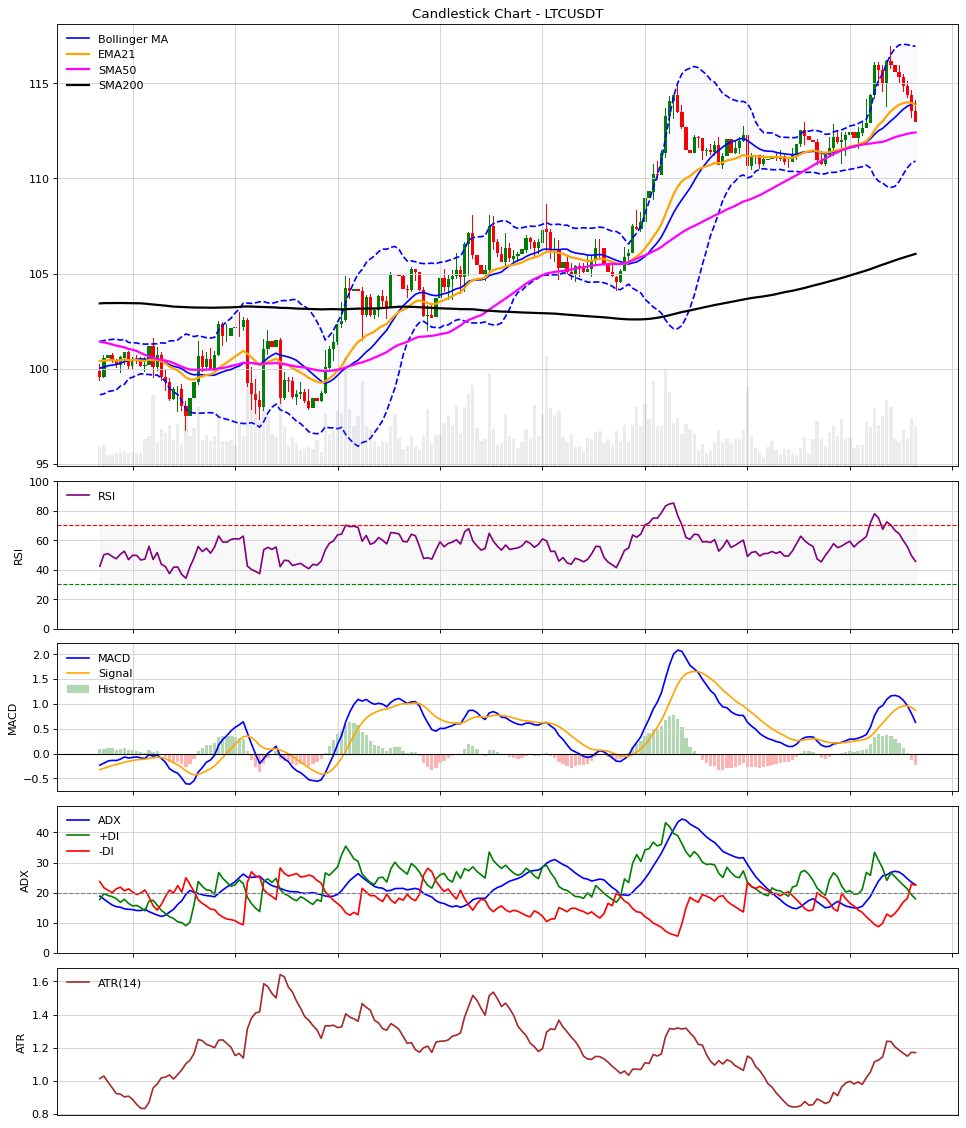 Candlestick Chart - LTCUSDT
Bollinger MA
EMA21
SMA50
SMA200
115
110
105
100
95
RSI
100
80
60
40
20
0
RSI
MACD
Signal
Histogram
2.0
1.5
1.0
0.5
0.0
−0.5
MACD
ADX
+DI
-DI
40
30
20
10
0
ADX
ATR(14)
1.6
1.4
1.2
1.0
0.8
ATR